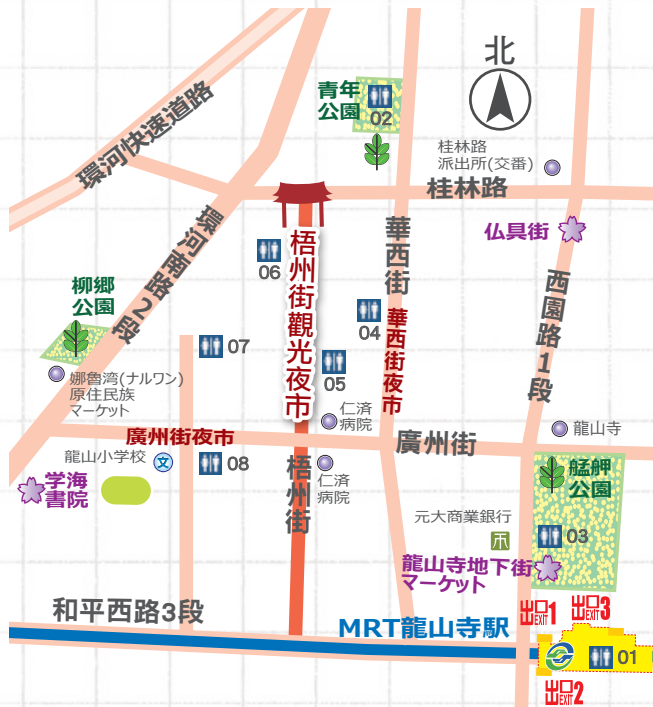 北
青年
公園
02
環河快速道路
桂林路
派出所(交番)
桂林路
仏具街
環河南路2段
梧州街觀光夜市
06
華西街
華西街夜市
04
西園路1段
柳郷
公園
07
05
娜魯湾(ナルワン)
原住民族
マーケット
仁済
病院
廣州街夜市
廣州街
龍山寺
龍山小学校
文
08
学海
書院
梧州街
仁済
病院
艋舺
公園
元大商業銀行
03
龍山寺地下街
マーケット
和平西路3段
MRT龍山寺駅
出口1
EXIT
出口3
EXIT
01
出口2
EXIT